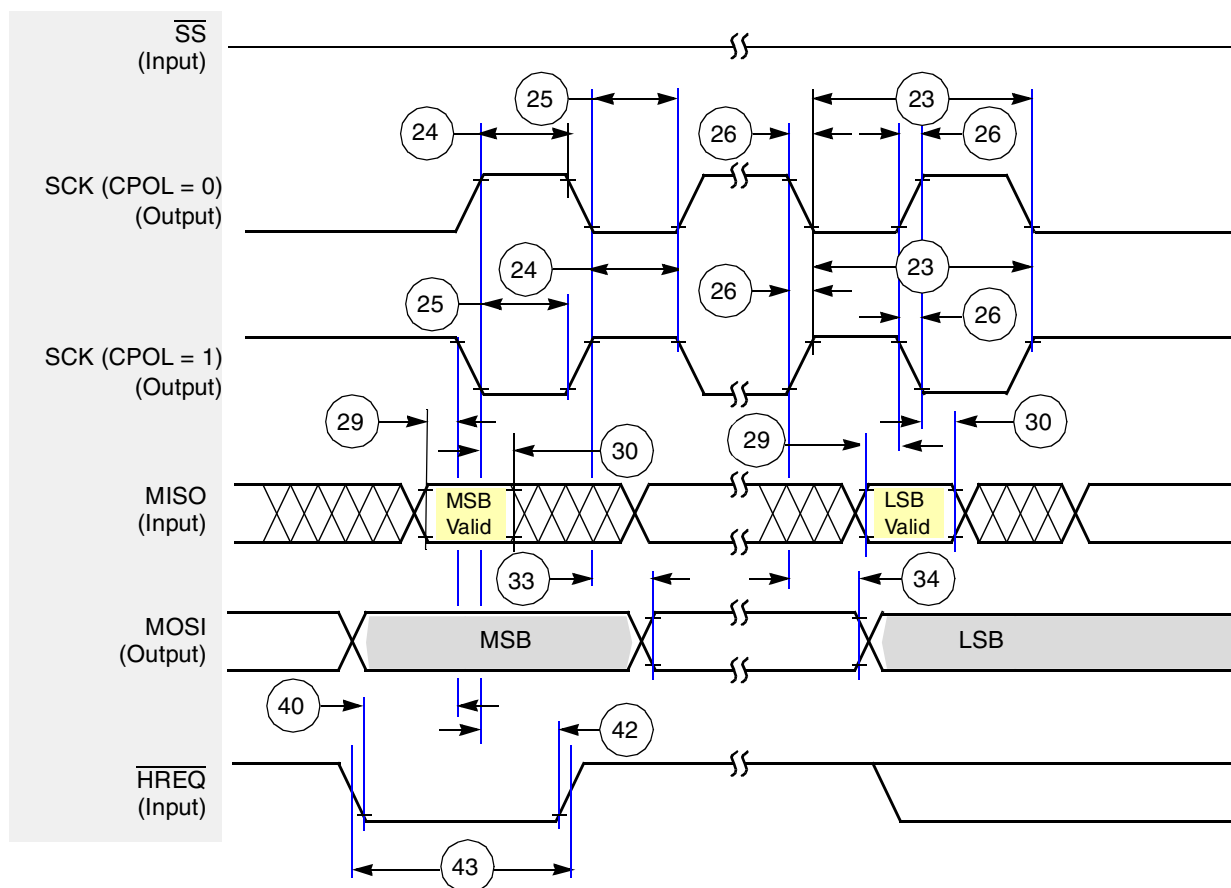 SS
(Input)
25
23
24
26
26
SCK (CPOL = 0)
(Output)
24
23
25
26
26
SCK (CPOL = 1)
(Output)
29
30
29
30
MISO
(Input)
MSB
Valid
LSB
Valid
33
34
MOSI
(Output)
MSB
LSB
40
42
HREQ
(Input)
43